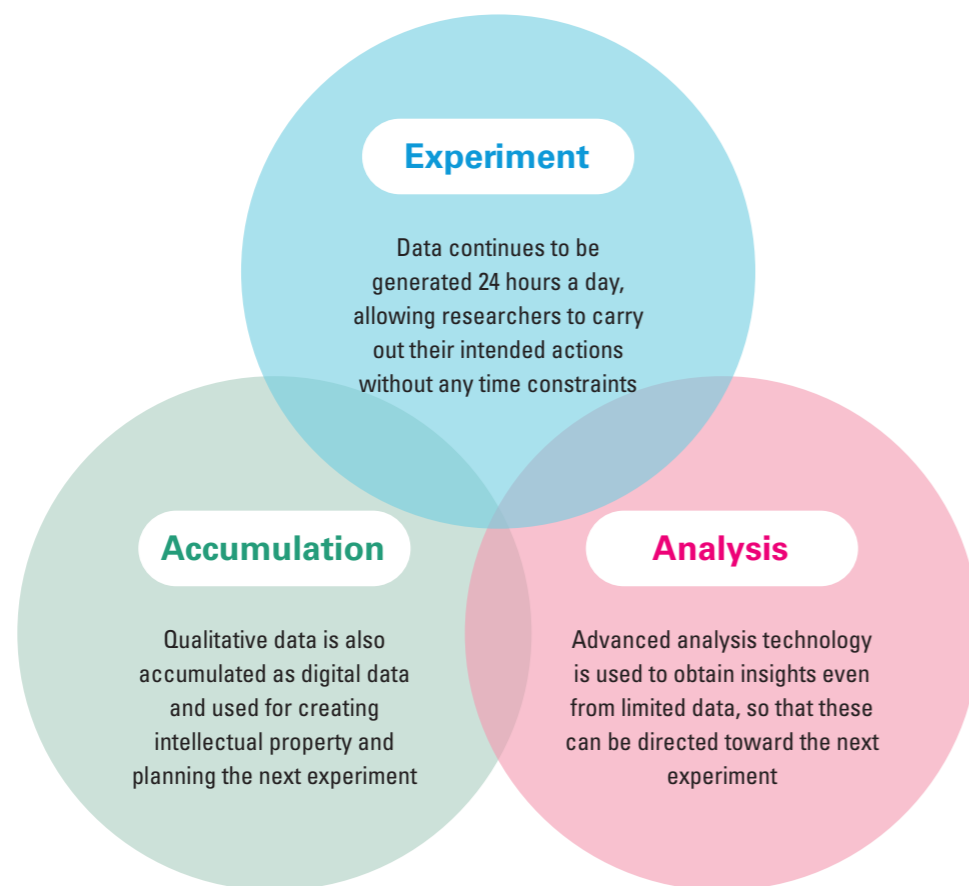 Experiment
Data continues to be
generated 24 hours a day,
allowing researchers to carry
out their intended actions
without any time constraints
Accumulation
Qualitative data is also
accumulated as digital data
and used for creating
intellectual property and
planning the next experiment
Analysis
Advanced analysis technology
is used to obtain insights even
from limited data, so that these
can be directed toward the next
experiment